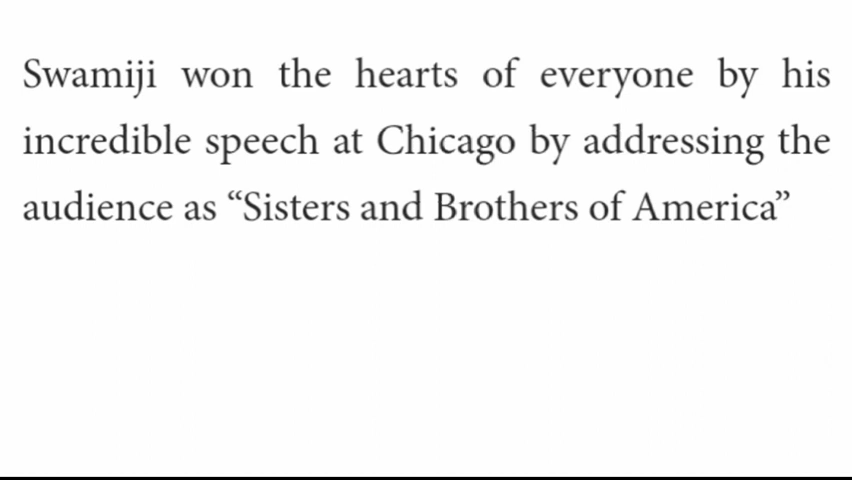 Swamiji won the hearts of everyone by his
incredible speech at Chicago by addressing the
audience as “Sisters and Brothers of America”